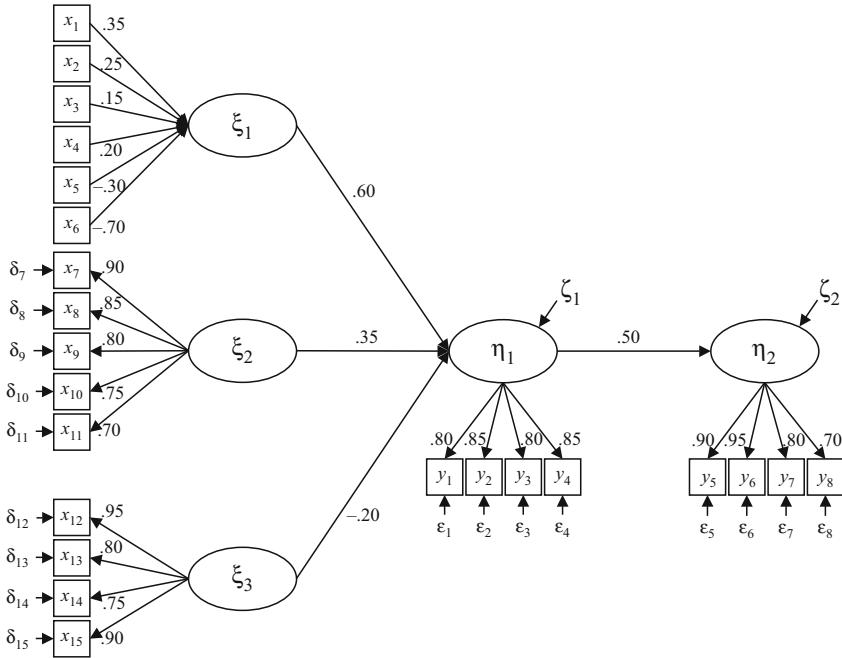 x₁ .35
x₂ .25
x₃ .15
x₄ .20
x₅ –.30
x₆ –.70
ξ₁
.60
δ₇ x₇ .90
δ₈ x₈ .85
δ₉ x₉ .80
δ₁₀ x₁₀ .75
δ₁₁ x₁₁ .70
ξ₂ .35
ζ₁
η₁ .50
ζ₂
η₂
.80 .85 .80 .85
y₁ y₂ y₃ y₄
ε₁ ε₂ ε₃ ε₄
.90 .95 .80 .70
y₅ y₆ y₇ y₈
ε₅ ε₆ ε₇ ε₈
δ₁₂ x₁₂ .95
δ₁₃ x₁₃ .80
δ₁₄ x₁₄ .75
δ₁₅ x₁₅ .90
ξ₃
–.20